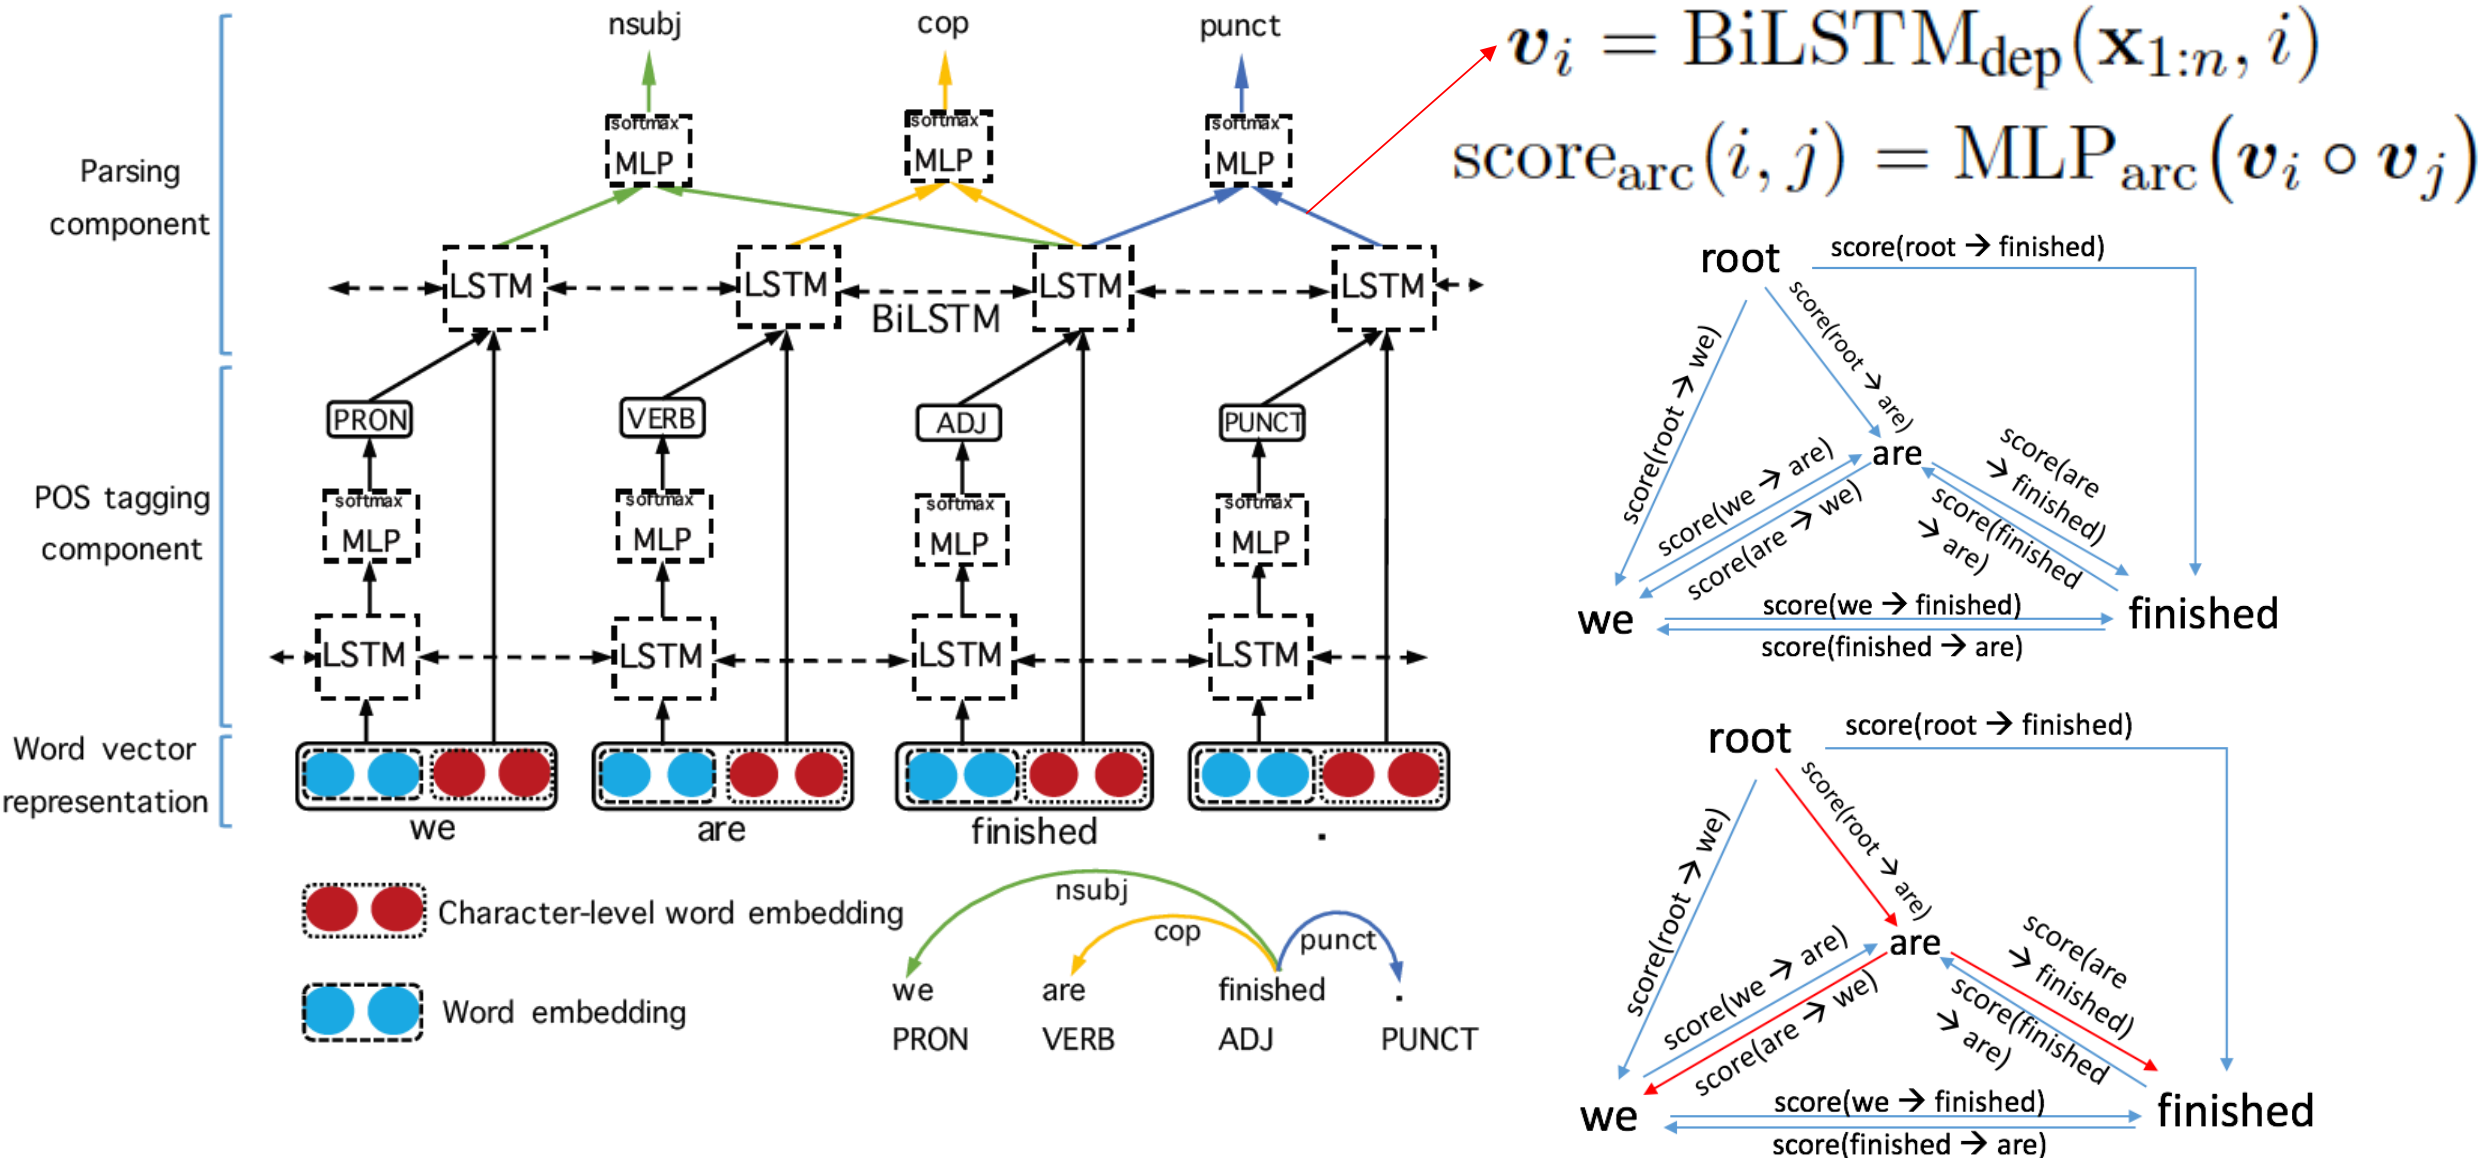 nsubj cop punct
softmax softmax softmax
MLP MLP MLP
Parsing
component
LSTM LSTM LSTM LSTM
BiLSTM
PRON VERB ADJ PUNCT
softmax softmax softmax softmax
MLP MLP MLP MLP
POS tagging
component
LSTM LSTM LSTM LSTM
Word vector
representation
we are finished .
Character-level word embedding
Word embedding
nsubj
cop
punct
we are finished .
PRON VERB ADJ PUNCT
v_i = BiLSTM_dep(x_{1:n}, i)
score_arc(i, j) = MLP_arc(v_i ∘ v_j)
root
score(root → finished)
score(root → are)
score(root → we)
are
score(we → are)
score(are → we)
score(are
→ finished)
score(finished
→ are)
we
score(we → finished)
finished
score(finished → are)
root
score(root → finished)
score(root → are)
score(root → we)
are
score(we → are)
score(are → we)
score(are
→ finished)
score(finished
→ are)
we
score(we → finished)
finished
score(finished → are)